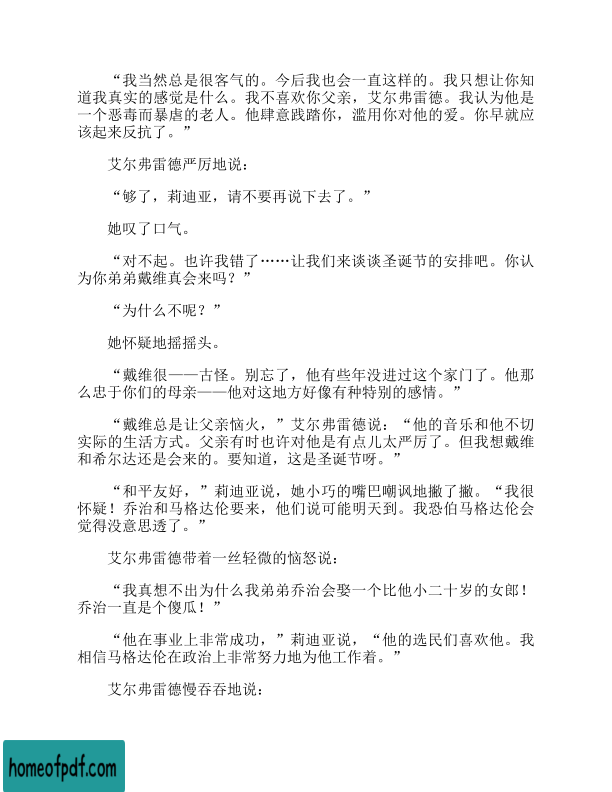 “我当然总是很客气的。今后我也会一直这样的。我只想让你知
道我真实的感觉是什么。我不喜欢你父亲，艾尔弗雷德。我认为他是
一个恶毒而暴虐的老人。他肆意践踏你，滥用你对他的爱。你早就应
该起来反抗了。”
艾尔弗雷德严厉地说：
“够了，莉迪亚，请不要再说下去了。”
她叹了口气。
“对不起。也许我错了……让我们来谈谈圣诞节的安排吧。你认
为你弟弟戴维真会来吗？”
“为什么不呢？”
她怀疑地摇摇头。
“戴维很——古怪。别忘了，他有些年没进过这个家门了。他那
么忠于你们的母亲——他对这地方好像有种特别的感情。”
“戴维总是让父亲恼火，”艾尔弗雷德说：“他的音乐和他不切
实际的生活方式。父亲有时也许对他是有点儿太严厉了。但我想戴维
和希尔达还是会来的。要知道，这是圣诞节呀。”
“和平友好，”莉迪亚说，她小巧的嘴巴嘲讽地撇了撇。“我很
怀疑！乔治和马格达伦要来，他们说可能明天到。我恐怕马格达伦会
觉得没意思透了。”
艾尔弗雷德带着一丝轻微的恼怒说：
“我真想不出为什么我弟弟乔治会娶一个比他小二十岁的女郎！
乔治一直是个傻瓜！”
“他在事业上非常成功，”莉迪亚说，“他的选民们喜欢他。我
相信马格达伦在政治上非常努力地为他工作着。”
艾尔弗雷德慢吞吞地说：
homeofpdf.com